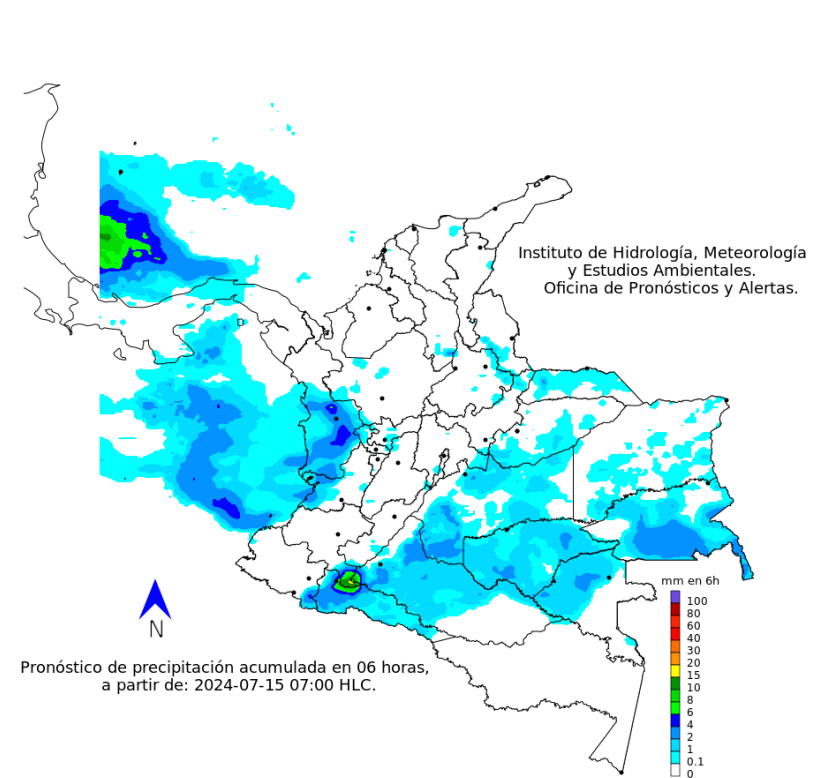 Instituto de Hidrología, Meteorología
y Estudios Ambientales.
Oficina de Pronósticos y Alertas.
N
mm en 6h
100
80
60
40
30
20
15
10
8
6
4
2
1
0.1
0
Pronóstico de precipitación acumulada en 06 horas,
a partir de: 2024-07-15 07:00 HLC.